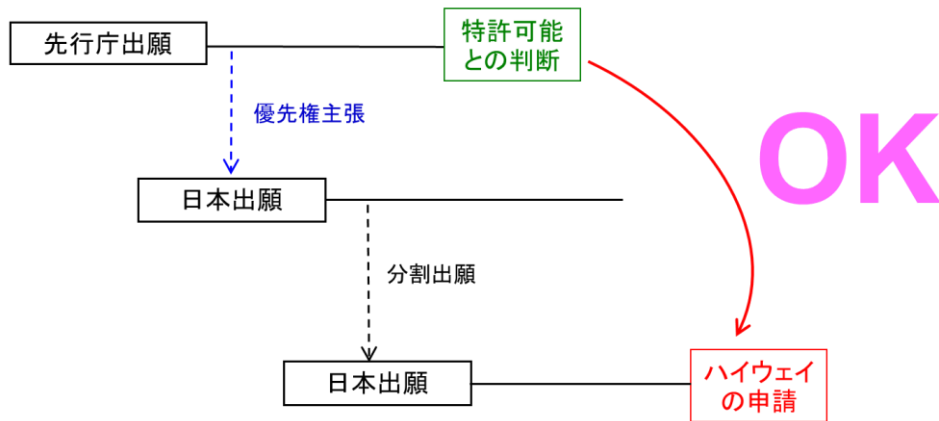 先行庁出願
特許可能
との判断
優先権主張
OK
日本出願
分割出願
日本出願
ハイウェイ
の申請